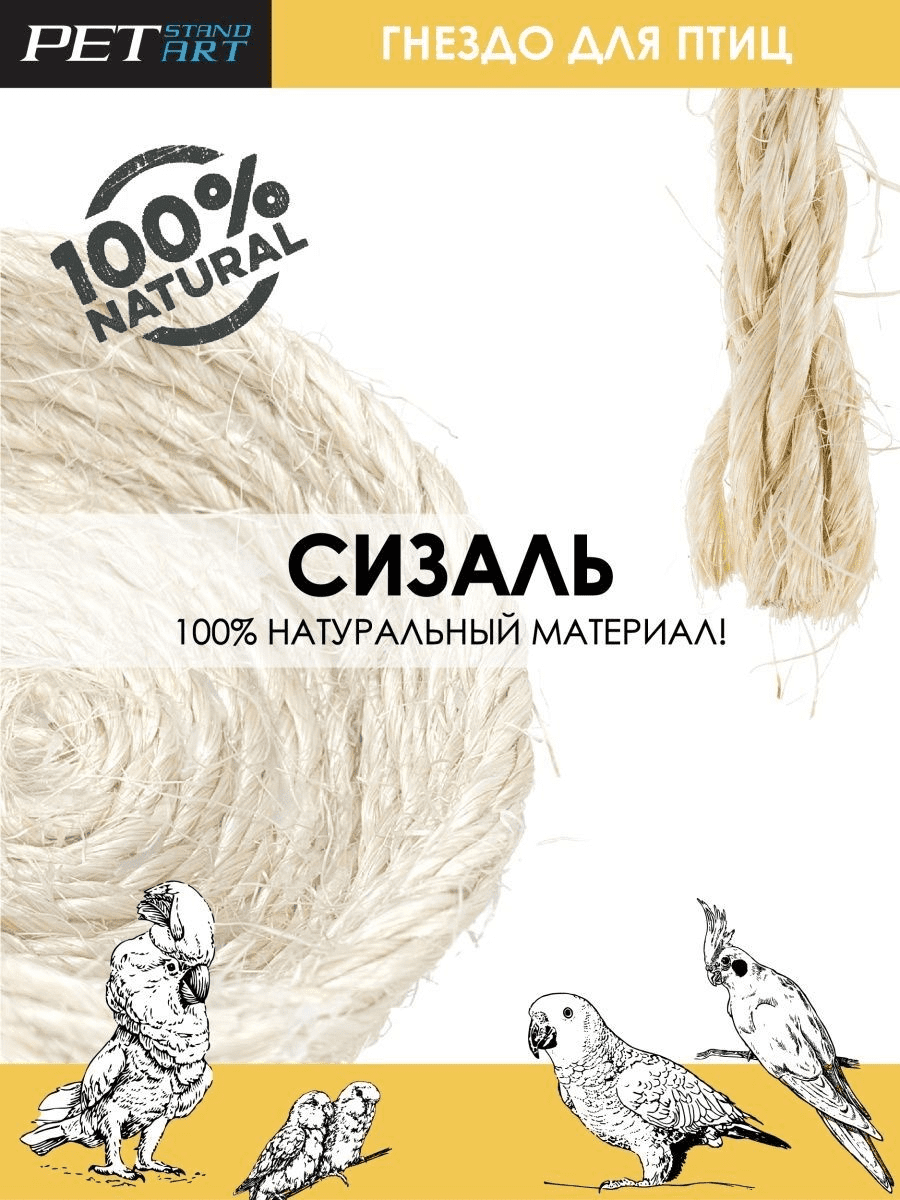 PET STAND ART
ГНЕЗДО ДЛЯ ПТИЦ
100%
NATURAL
СИЗАЛЬ
100% НАТУРАЛЬНЫЙ МАТЕРИАЛ!